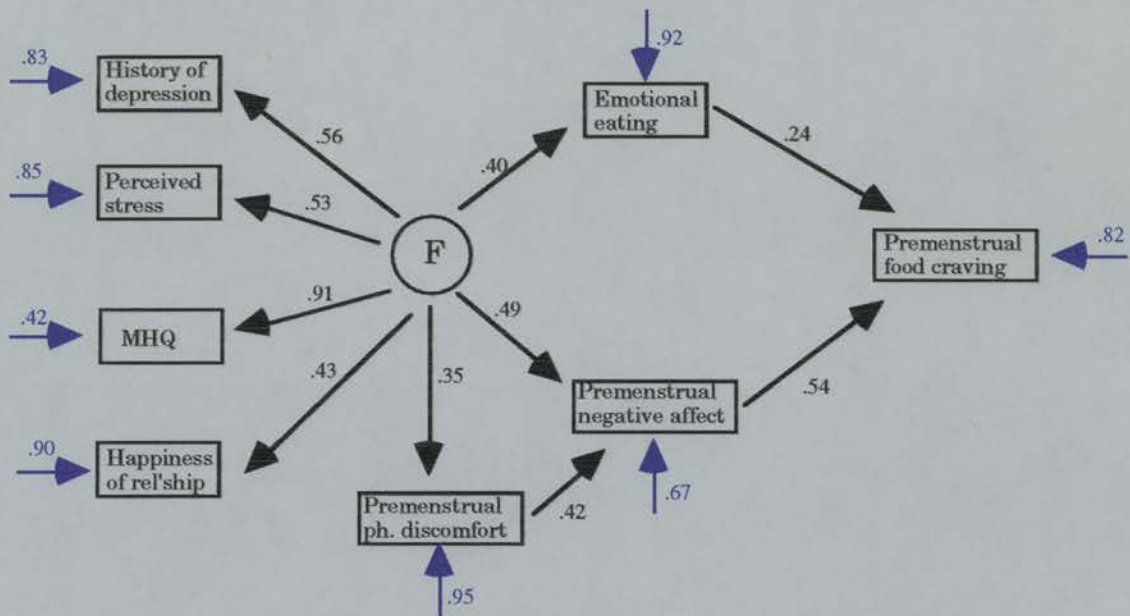 .83
History of
depression
.56
.92
Emotional
eating
.24
.40
.85
Perceived
stress
.53
F
Premenstrual
food craving
.82
.42
MHQ
.91
.49
.43
.35
Premenstrual
negative affect
.54
.90
Happiness
of rel'ship
.67
Premenstrual
ph. discomfort
.42
.95